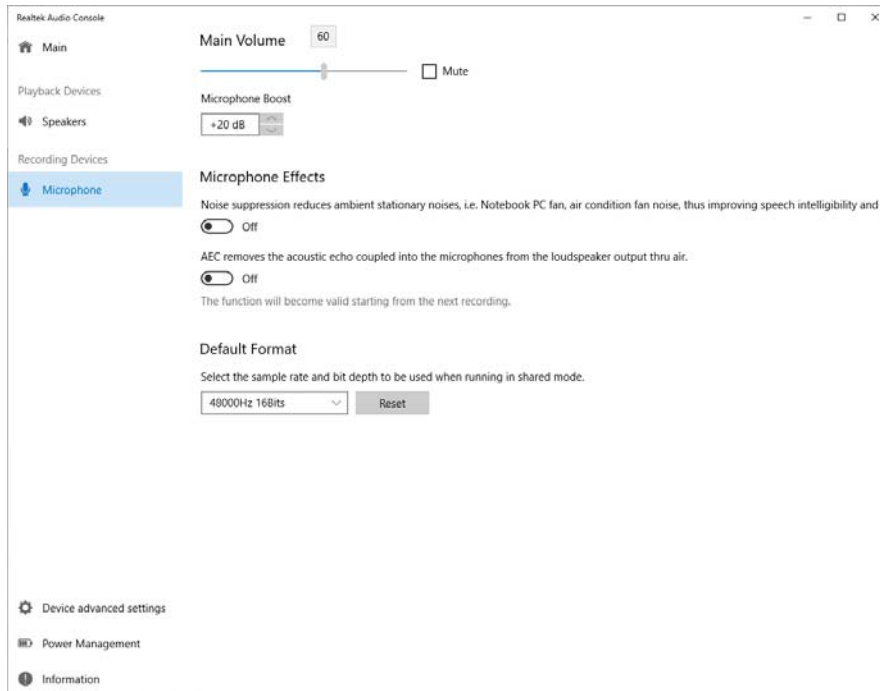 Realtek Audio Console
Main
Playback Devices
Speakers
Recording Devices
Microphone
Device advanced settings
Power Management
Information
Main Volume 60
Mute
Microphone Boost
+20 dB
Microphone Effects
Noise suppression reduces ambient stationary noises, i.e. Notebook PC fan, air condition fan noise, thus improving speech intelligibility and
Off
AEC removes the acoustic echo coupled into the microphones from the loudspeaker output thru air.
Off
The function will become valid starting from the next recording.
Default Format
Select the sample rate and bit depth to be used when running in shared mode.
48000Hz 16Bits Reset